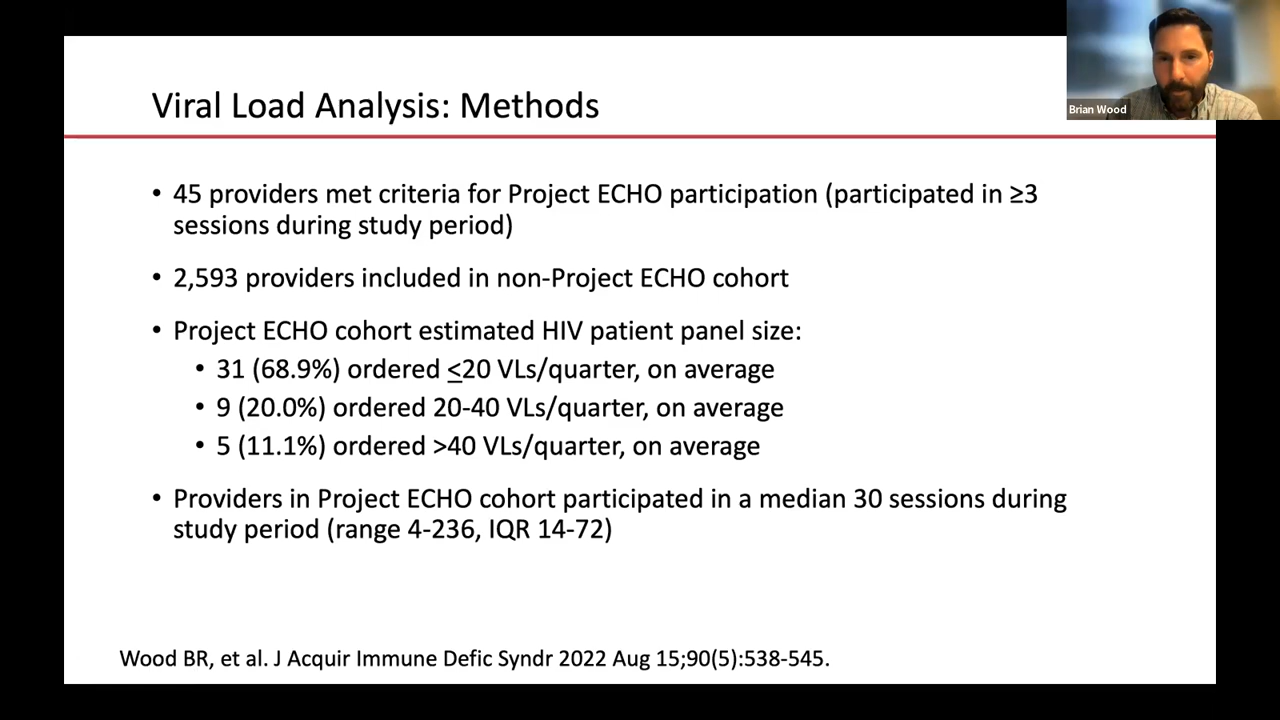 Viral Load Analysis: Methods
Brian Wood
• 45 providers met criteria for Project ECHO participation (participated in ≥3
sessions during study period)
• 2,593 providers included in non-Project ECHO cohort
• Project ECHO cohort estimated HIV patient panel size:
• 31 (68.9%) ordered <20 VLs/quarter, on average
• 9 (20.0%) ordered 20-40 VLs/quarter, on average
• 5 (11.1%) ordered >40 VLs/quarter, on average
• Providers in Project ECHO cohort participated in a median 30 sessions during
study period (range 4-236, IQR 14-72)
Wood BR, et al. J Acquir Immune Defic Syndr 2022 Aug 15;90(5):538-545.